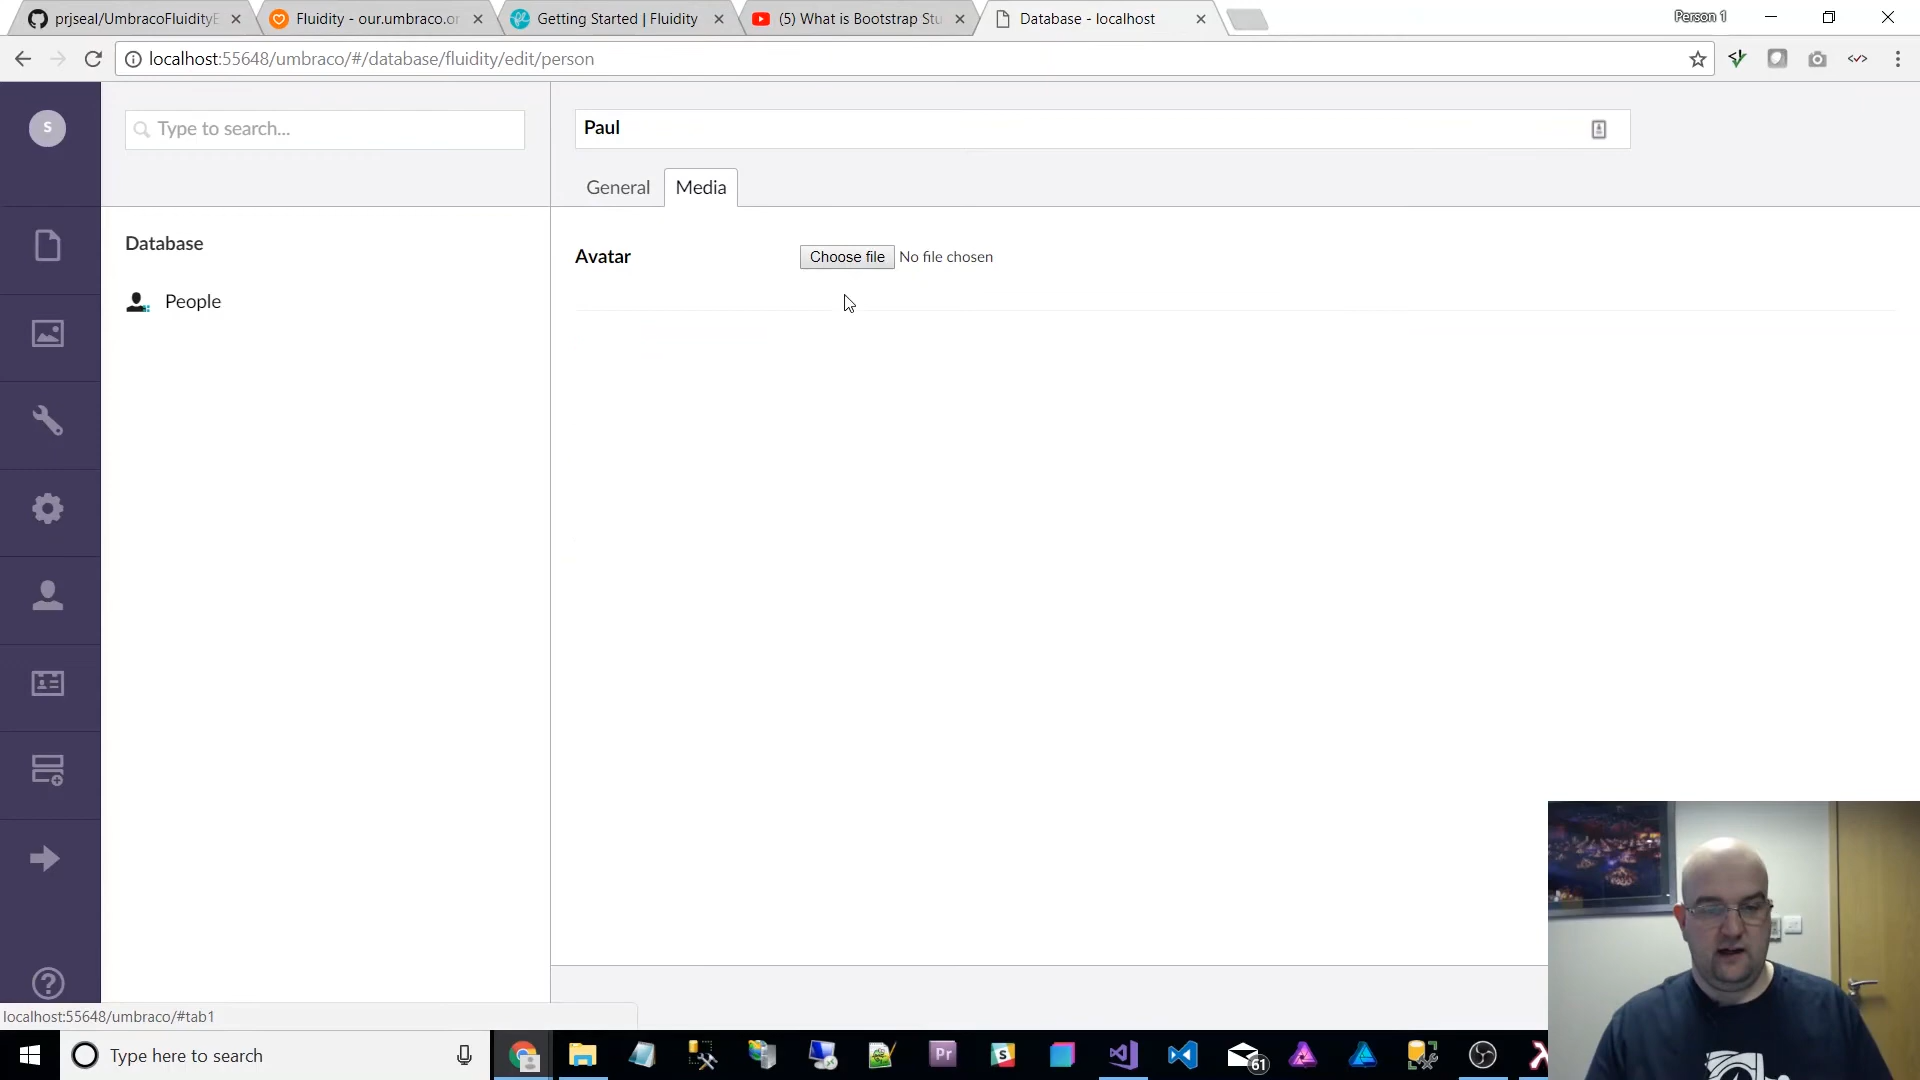 prjseal/UmbracoFluidityE
Fluidity - our.umbraco.or
Getting Started | Fluidity
(5) What is Bootstrap Stu
Database - localhost
Person 1
localhost:55648/umbraco/#/database/fluidity/edit/person
S
Type to search...
Paul
General
Media
Database
Avatar
Choose file
No file chosen
People
localhost:55648/umbraco/#tab1
Type here to search
Pr
S
61